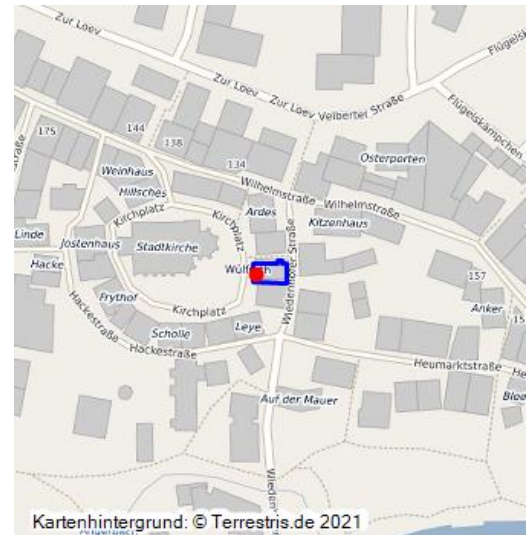 Zur Loev
Flügelskämpchen
Zur Loev
Zur Loev
Velberter Straße
Flügelskämpchen
175
144
138
134
Osterporten
Weinhaus
Wilhelmstraße
Wilhelmstraße
Hillsches
Ardes
Kirchplatz
Kirchplatz
Kitzenhaus
Linde
Jostenhaus
Stadtkirche
Wiedenhofer Straße
Hacke
Wülfrath
157
Frythof
Kirchplatz
Anker
Scholle
Leye
Hackestraße
Hackestraße
Heumarktstraße
Auf der Mauer
Kartenhintergrund: © Terrestris.de 2021